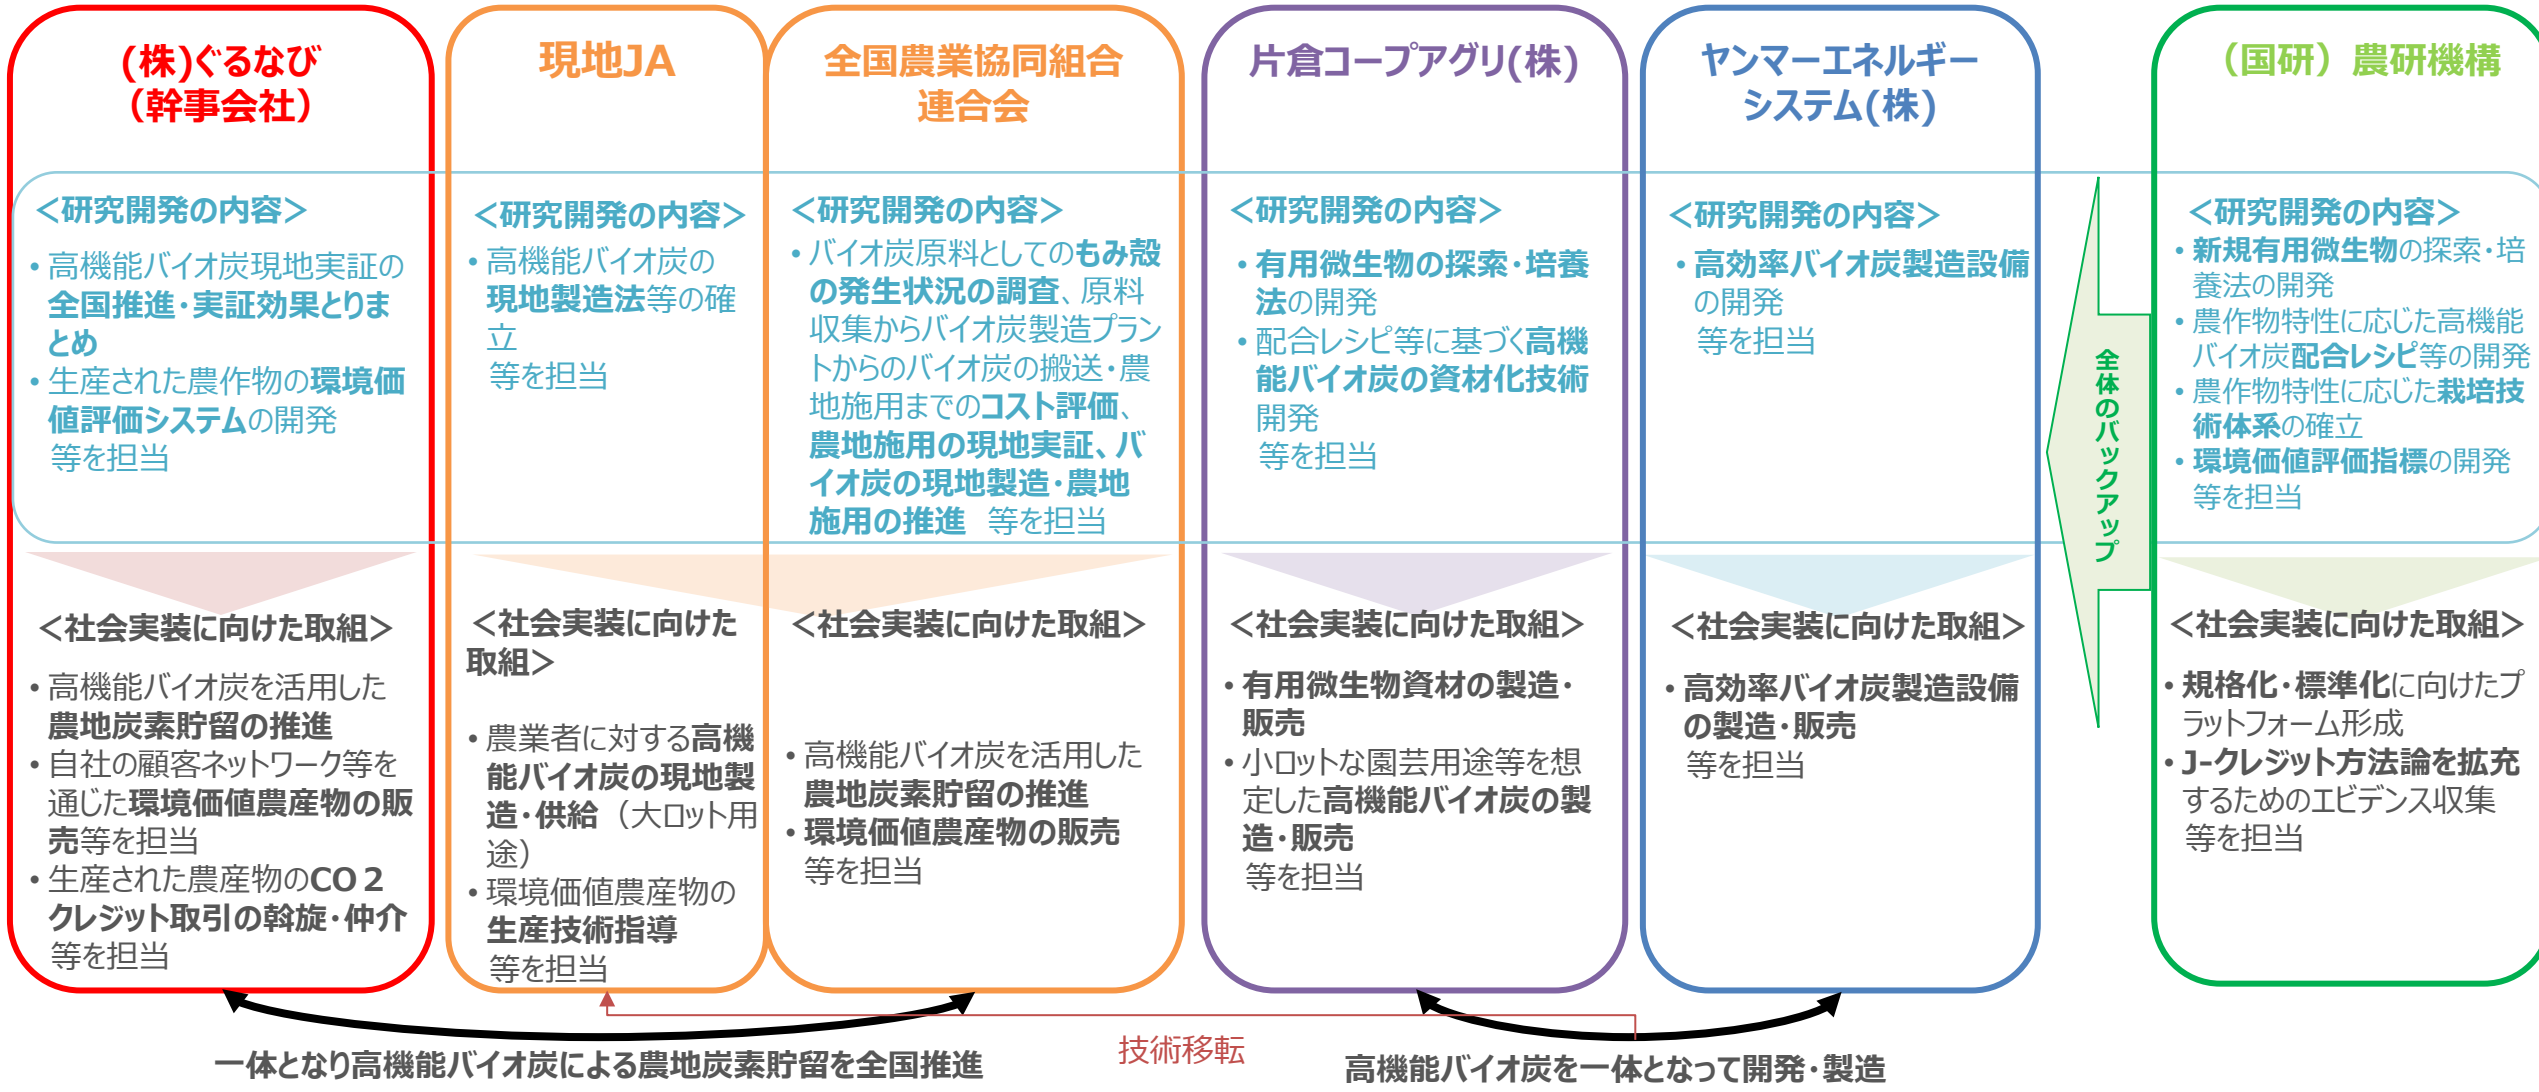 (株)ぐるなび
（幹事会社）
＜研究開発の内容＞
• 高機能バイオ炭現地実証の
全国推進・実証効果とりま
とめ
• 生産された農作物の環境価
値評価システムの開発
等を担当
＜社会実装に向けた取組＞
• 高機能バイオ炭を活用した
農地炭素貯留の推進
• 自社の顧客ネットワーク等を
通じた環境価値農産物の販
売等を担当
• 生産された農産物のCO２
クレジット取引の斡旋・仲介
等を担当
現地JA
＜研究開発の内容＞
• 高機能バイオ炭の
現地製造法等の確
立
等を担当
＜社会実装に向けた
取組＞
• 農業者に対する高機
能バイオ炭の現地製
造・供給（大ロット用
途）
• 環境価値農産物の
生産技術指導
等を担当
全国農業協同組合
連合会
＜研究開発の内容＞
• バイオ炭原料としてのもみ殻
の発生状況の調査、原料
収集からバイオ炭製造プラン
トからのバイオ炭の搬送・農
地施用までのコスト評価、
農地施用の現地実証、バ
イオ炭の現地製造・農地
施用の推進　等を担当
＜社会実装に向けた取組＞
• 高機能バイオ炭を活用した
農地炭素貯留の推進
• 環境価値農産物の販売
等を担当
片倉コープアグリ(株)
＜研究開発の内容＞
• 有用微生物の探索・培養
法の開発
• 配合レシピ等に基づく高機
能バイオ炭の資材化技術
開発
等を担当
＜社会実装に向けた取組＞
• 有用微生物資材の製造・
販売
• 小ロットな園芸用途等を想
定した高機能バイオ炭の製
造・販売
等を担当
ヤンマーエネルギー
システム(株)
＜研究開発の内容＞
• 高効率バイオ炭製造設備
の開発
等を担当
＜社会実装に向けた取組＞
• 高効率バイオ炭製造設備
の製造・販売
等を担当
全体のバックアップ
（国研）農研機構
＜研究開発の内容＞
• 新規有用微生物の探索・培
養法の開発
• 農作物特性に応じた高機能
バイオ炭配合レシピ等の開発
• 農作物特性に応じた栽培技
術体系の確立
• 環境価値評価指標の開発
等を担当
＜社会実装に向けた取組＞
• 規格化・標準化に向けたプ
ラットフォーム形成
• J-クレジット方法論を拡充
するためのエビデンス収集
等を担当
一体となり高機能バイオ炭による農地炭素貯留を全国推進
技術移転
高機能バイオ炭を一体となって開発・製造